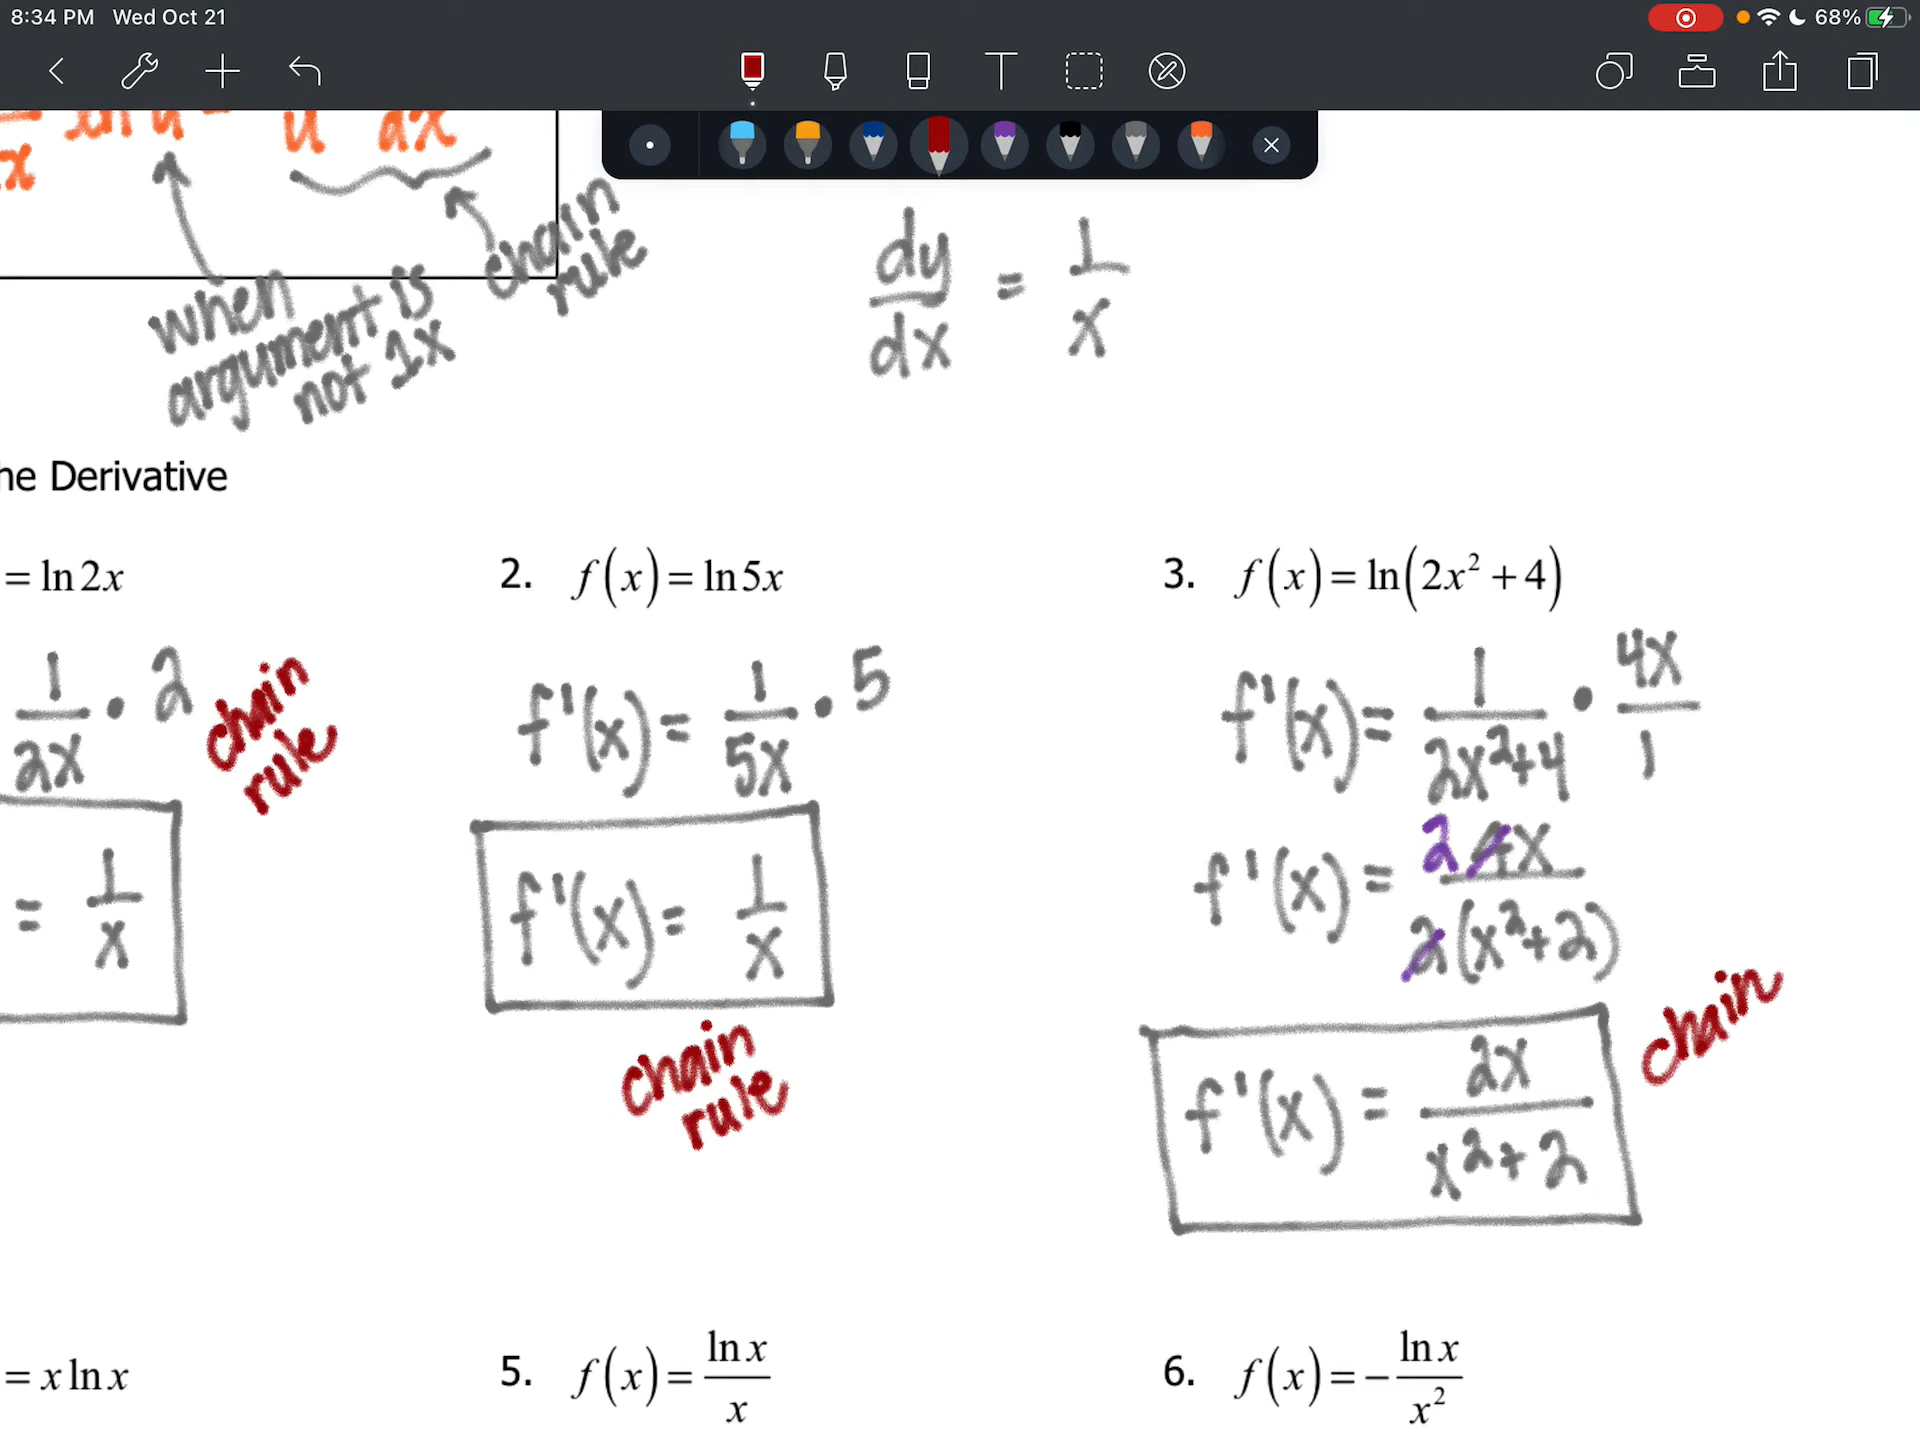 8:34 PM Wed Oct 21
68%
T
ln u
u dx
x
when
argument is
not 1x
chain
rule
dy/dx = 1/x
he Derivative
= ln 2x
1/2x · 2
chain
rule
= 1/x
2. f(x) = ln 5x
f'(x) = 1/5x · 5
f'(x) = 1/x
chain
rule
3. f(x) = ln(2x² + 4)
f'(x) = 1/2x²+4 · 4x/1
f'(x) = 2 4x/2(x²+2)
f'(x) = 2x/x²+2
chain
= x ln x
5. f(x) = ln x/x
6. f(x) = − ln x/x²